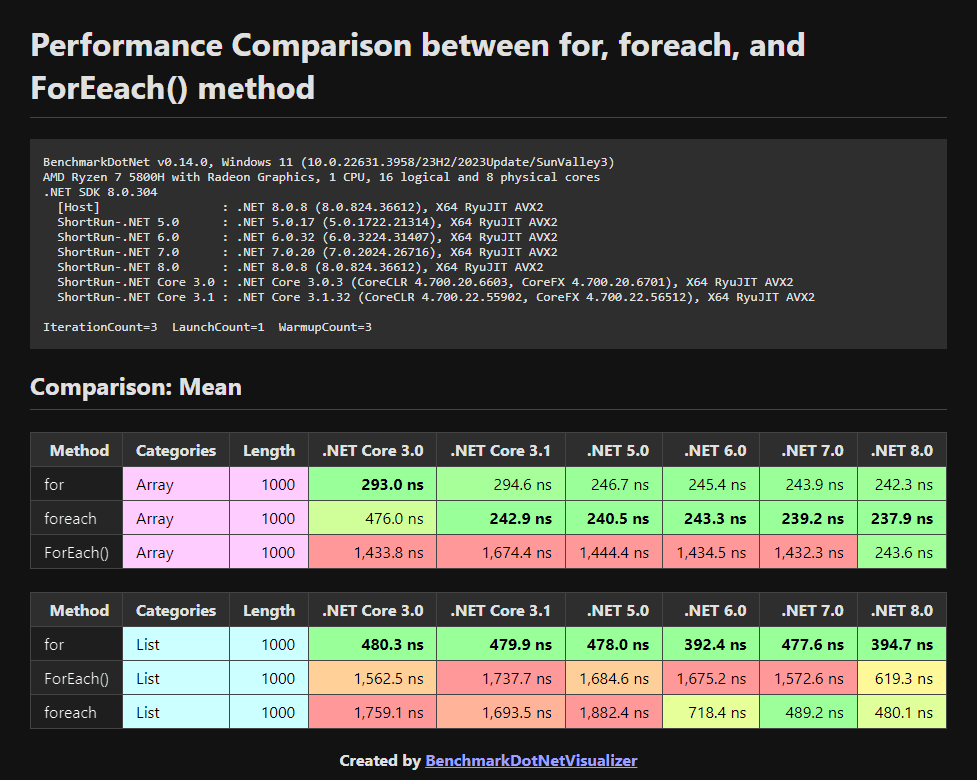 Performance Comparison between for, foreach, and
ForEeach() method
BenchmarkDotNet v0.14.0, Windows 11 (10.0.22631.3958/23H2/2023Update/SunValley3)
AMD Ryzen 7 5800H with Radeon Graphics, 1 CPU, 16 logical and 8 physical cores
.NET SDK 8.0.304
[Host] : .NET 8.0.8 (8.0.824.36612), X64 RyuJIT AVX2
ShortRun-.NET 5.0 : .NET 5.0.17 (5.0.1722.21314), X64 RyuJIT AVX2
ShortRun-.NET 6.0 : .NET 6.0.32 (6.0.3224.31407), X64 RyuJIT AVX2
ShortRun-.NET 7.0 : .NET 7.0.20 (7.0.2024.26716), X64 RyuJIT AVX2
ShortRun-.NET 8.0 : .NET 8.0.8 (8.0.824.36612), X64 RyuJIT AVX2
ShortRun-.NET Core 3.0 : .NET Core 3.0.3 (CoreCLR 4.700.20.6603, CoreFX 4.700.20.6701), X64 RyuJIT AVX2
ShortRun-.NET Core 3.1 : .NET Core 3.1.32 (CoreCLR 4.700.22.55902, CoreFX 4.700.22.56512), X64 RyuJIT AVX2
IterationCount=3 LaunchCount=1 WarmupCount=3
Comparison: Mean
Method Categories Length .NET Core 3.0 .NET Core 3.1 .NET 5.0 .NET 6.0 .NET 7.0 .NET 8.0
for Array 1000 293.0 ns 294.6 ns 246.7 ns 245.4 ns 243.9 ns 242.3 ns
foreach Array 1000 476.0 ns 242.9 ns 240.5 ns 243.3 ns 239.2 ns 237.9 ns
ForEach() Array 1000 1,433.8 ns 1,674.4 ns 1,444.4 ns 1,434.5 ns 1,432.3 ns 243.6 ns
Method Categories Length .NET Core 3.0 .NET Core 3.1 .NET 5.0 .NET 6.0 .NET 7.0 .NET 8.0
for List 1000 480.3 ns 479.9 ns 478.0 ns 392.4 ns 477.6 ns 394.7 ns
ForEach() List 1000 1,562.5 ns 1,737.7 ns 1,684.6 ns 1,675.2 ns 1,572.6 ns 619.3 ns
foreach List 1000 1,759.1 ns 1,693.5 ns 1,882.4 ns 718.4 ns 489.2 ns 480.1 ns
Created by BenchmarkDotNetVisualizer